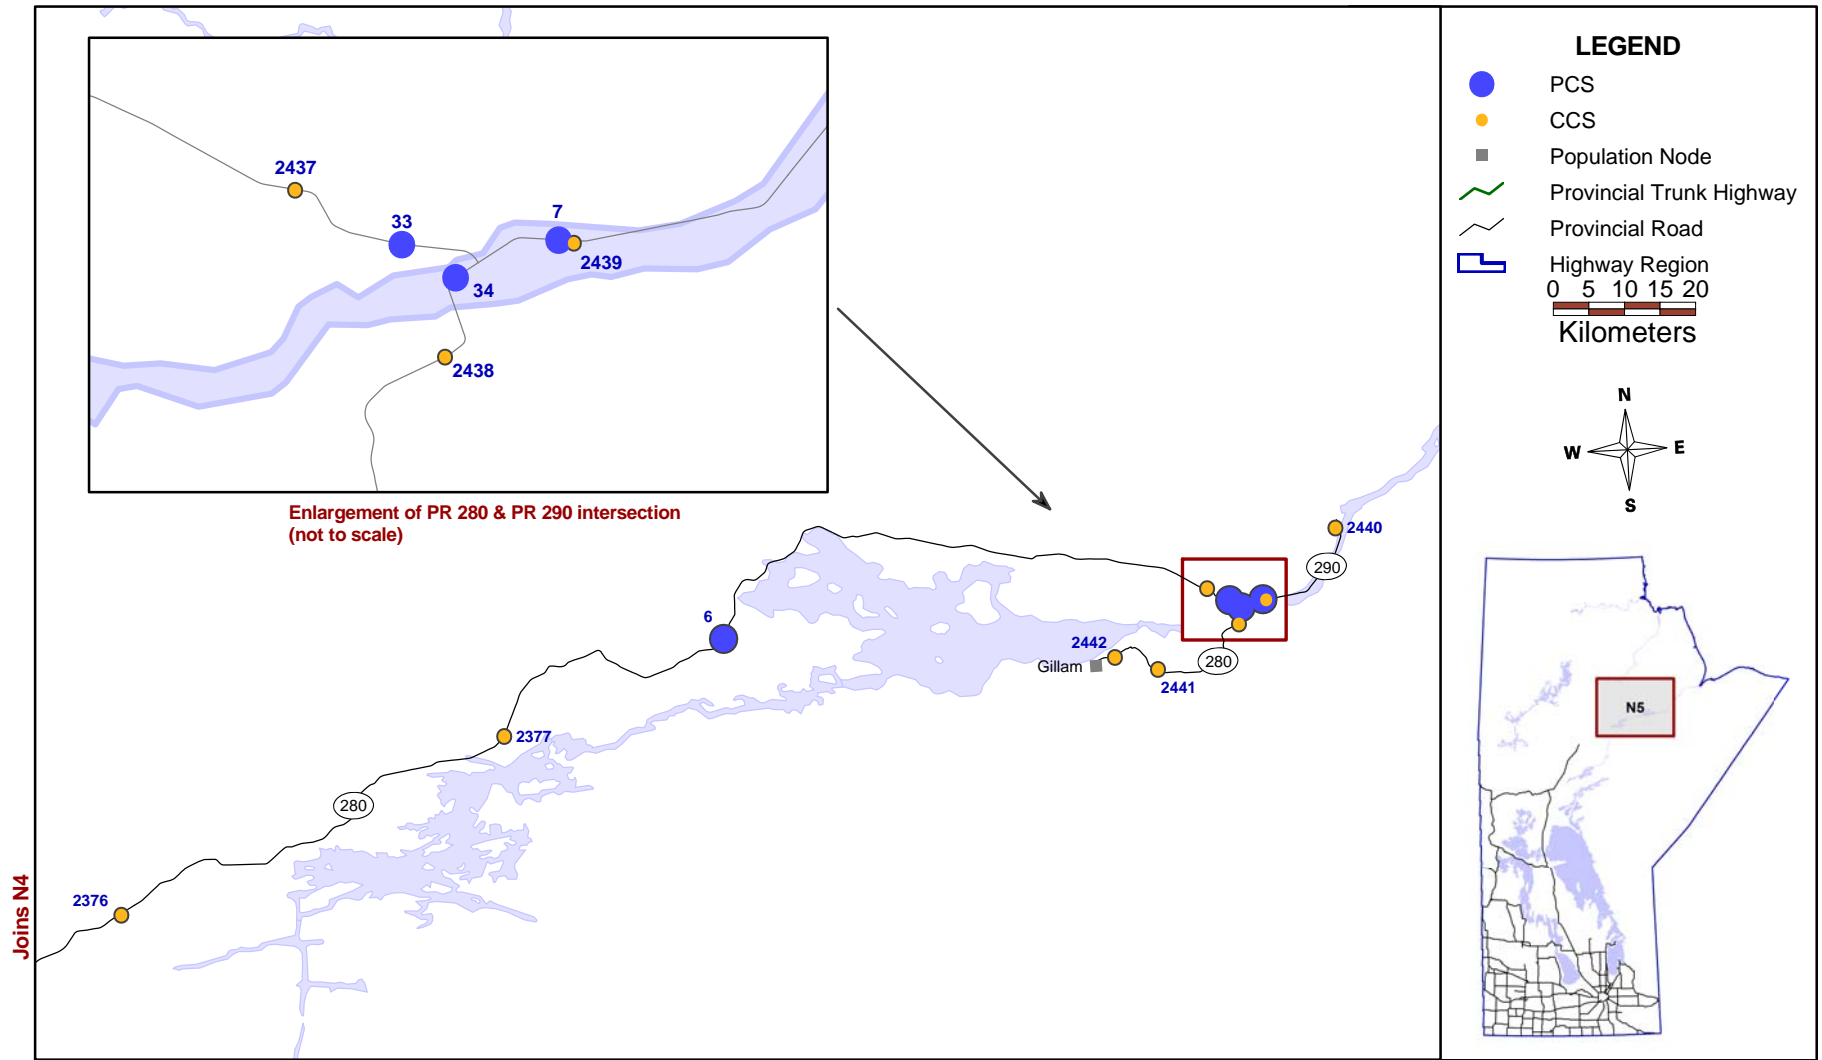 2437
33
7
2439
34
2438
Enlargement of PR 280 & PR 290 intersection
(not to scale)
2440
290
6
2442
Gillam
280
2441
2377
280
2376
Joins N4
LEGEND
PCS
CCS
Population Node
Provincial Trunk Highway
Provincial Road
Highway Region
0 5 10 15 20
Kilometers
N
W E
S
N5